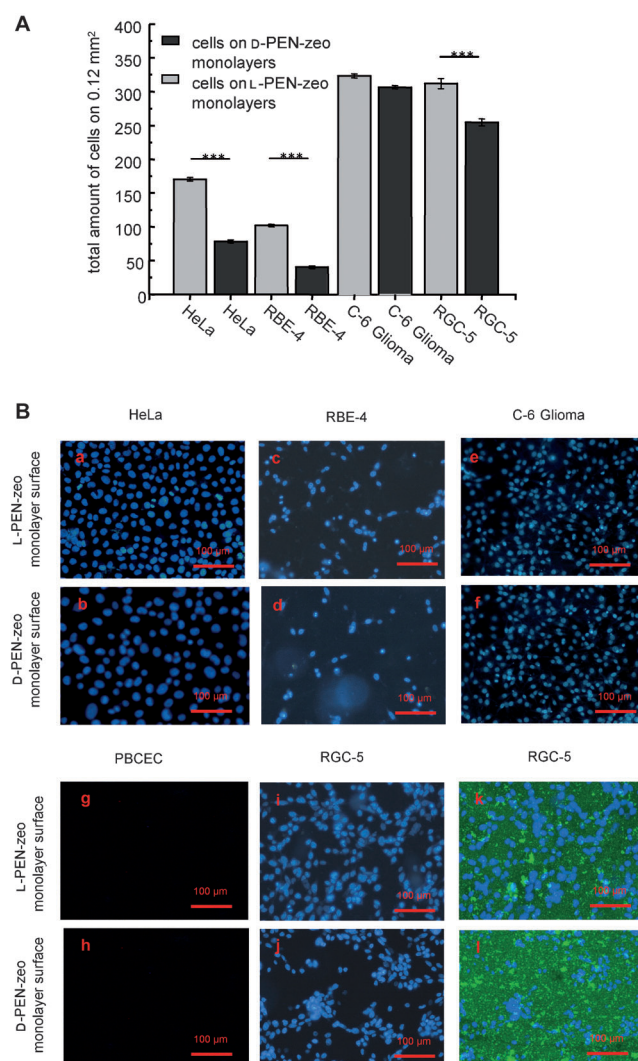 A
total amount of cells on 0.12 mm²
400
350
300
250
200
150
100
50
0
cells on D-PEN-zeo
monolayers
cells on L-PEN-zeo
monolayers
***
***
***
HeLa
HeLa
RBE-4
RBE-4
C-6 Glioma
C-6 Glioma
RGC-5
RGC-5
B
HeLa
RBE-4
C-6 Glioma
L-PEN-zeo
monolayer surface
a
100 µm
c
100 µm
e
100 µm
D-PEN-zeo
monolayer surface
b
100 µm
d
100 µm
f
100 µm
PBCEC
RGC-5
RGC-5
L-PEN-zeo
monolayer surface
g
100 µm
i
100 µm
k
100 µm
D-PEN-zeo
monolayer surface
h
100 µm
j
100 µm
l
100 µm